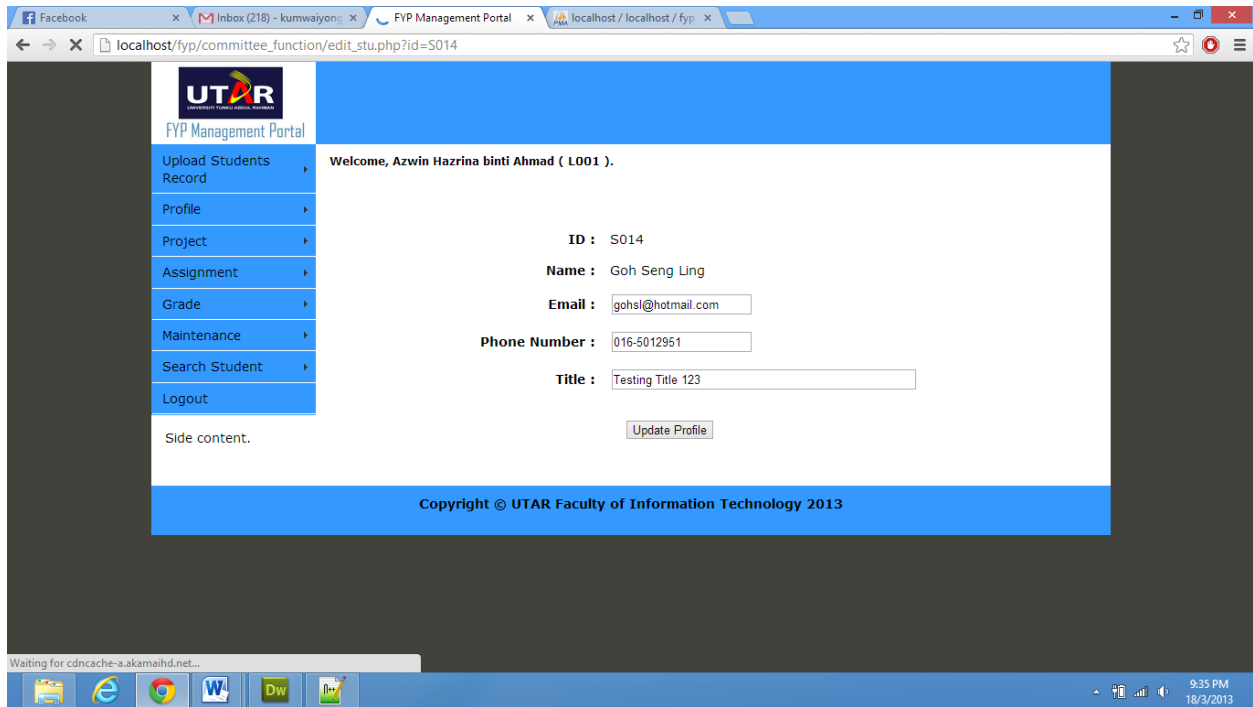 Facebook
Inbox (218) - kumwaiyong
FYP Management Portal
localhost / localhost / fyp
localhost/fyp/committee_function/edit_stu.php?id=S014
UTAR
UNIVERSITI TUNKU ABDUL RAHMAN
FYP Management Portal
Upload Students
Record
Profile
Project
Assignment
Grade
Maintenance
Search Student
Logout
Side content.
Welcome, Azwin Hazrina binti Ahmad ( L001 ).
ID : S014
Name : Goh Seng Ling
Email : gohsl@hotmail.com
Phone Number : 016-5012951
Title : Testing Title 123
Update Profile
Copyright © UTAR Faculty of Information Technology 2013
Waiting for cdncache-a.akamaihd.net...
W
Dw
9:35 PM
18/3/2013